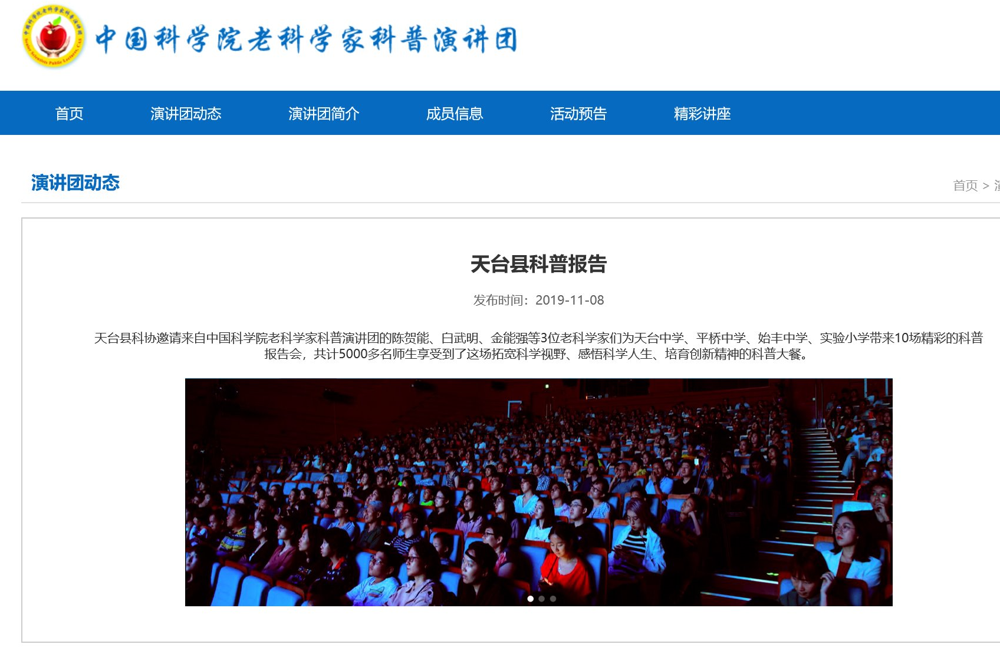 中国科学院老科学家科普演讲团
首页 演讲团动态 演讲团简介 成员信息 活动预告 精彩讲座
演讲团动态
首页 >
天台县科普报告
发布时间：2019-11-08
天台县科协邀请来自中国科学院老科学家科普演讲团的陈贺能、白武明、金能强等3位老科学家们为天台中学、平桥中学、始丰中学、实验小学带来10场精彩的科普
报告会，共计5000多名师生享受到了这场拓宽科学视野、感悟科学人生、培育创新精神的科普大餐。